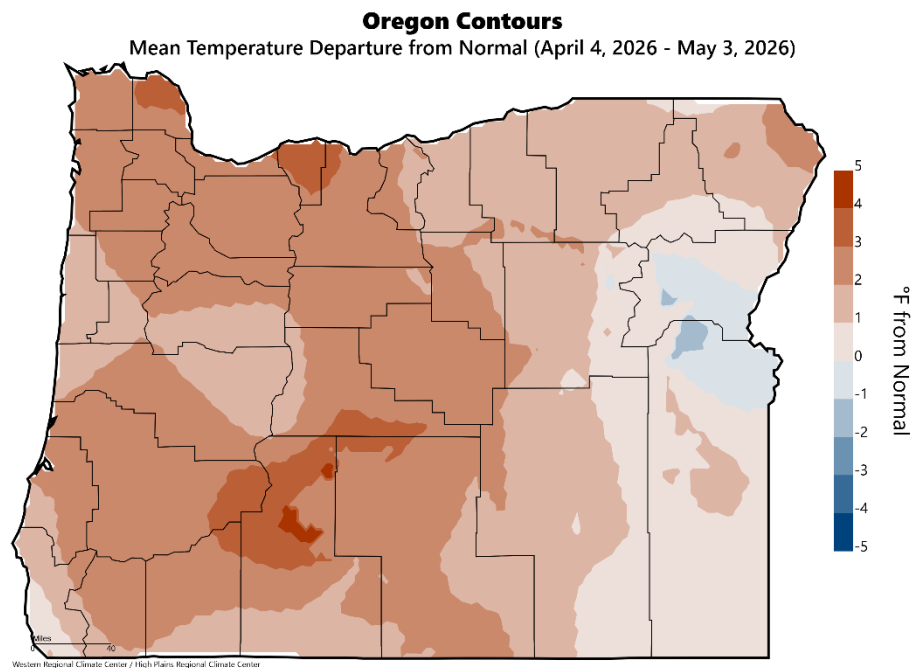 Oregon Contours
Mean Temperature Departure from Normal (April 4, 2026 - May 3, 2026)
5
4
3
2
1
0
-1
-2
-3
-4
-5
°F from Normal
Miles
0 40
Western Regional Climate Center / High Plains Regional Climate Center